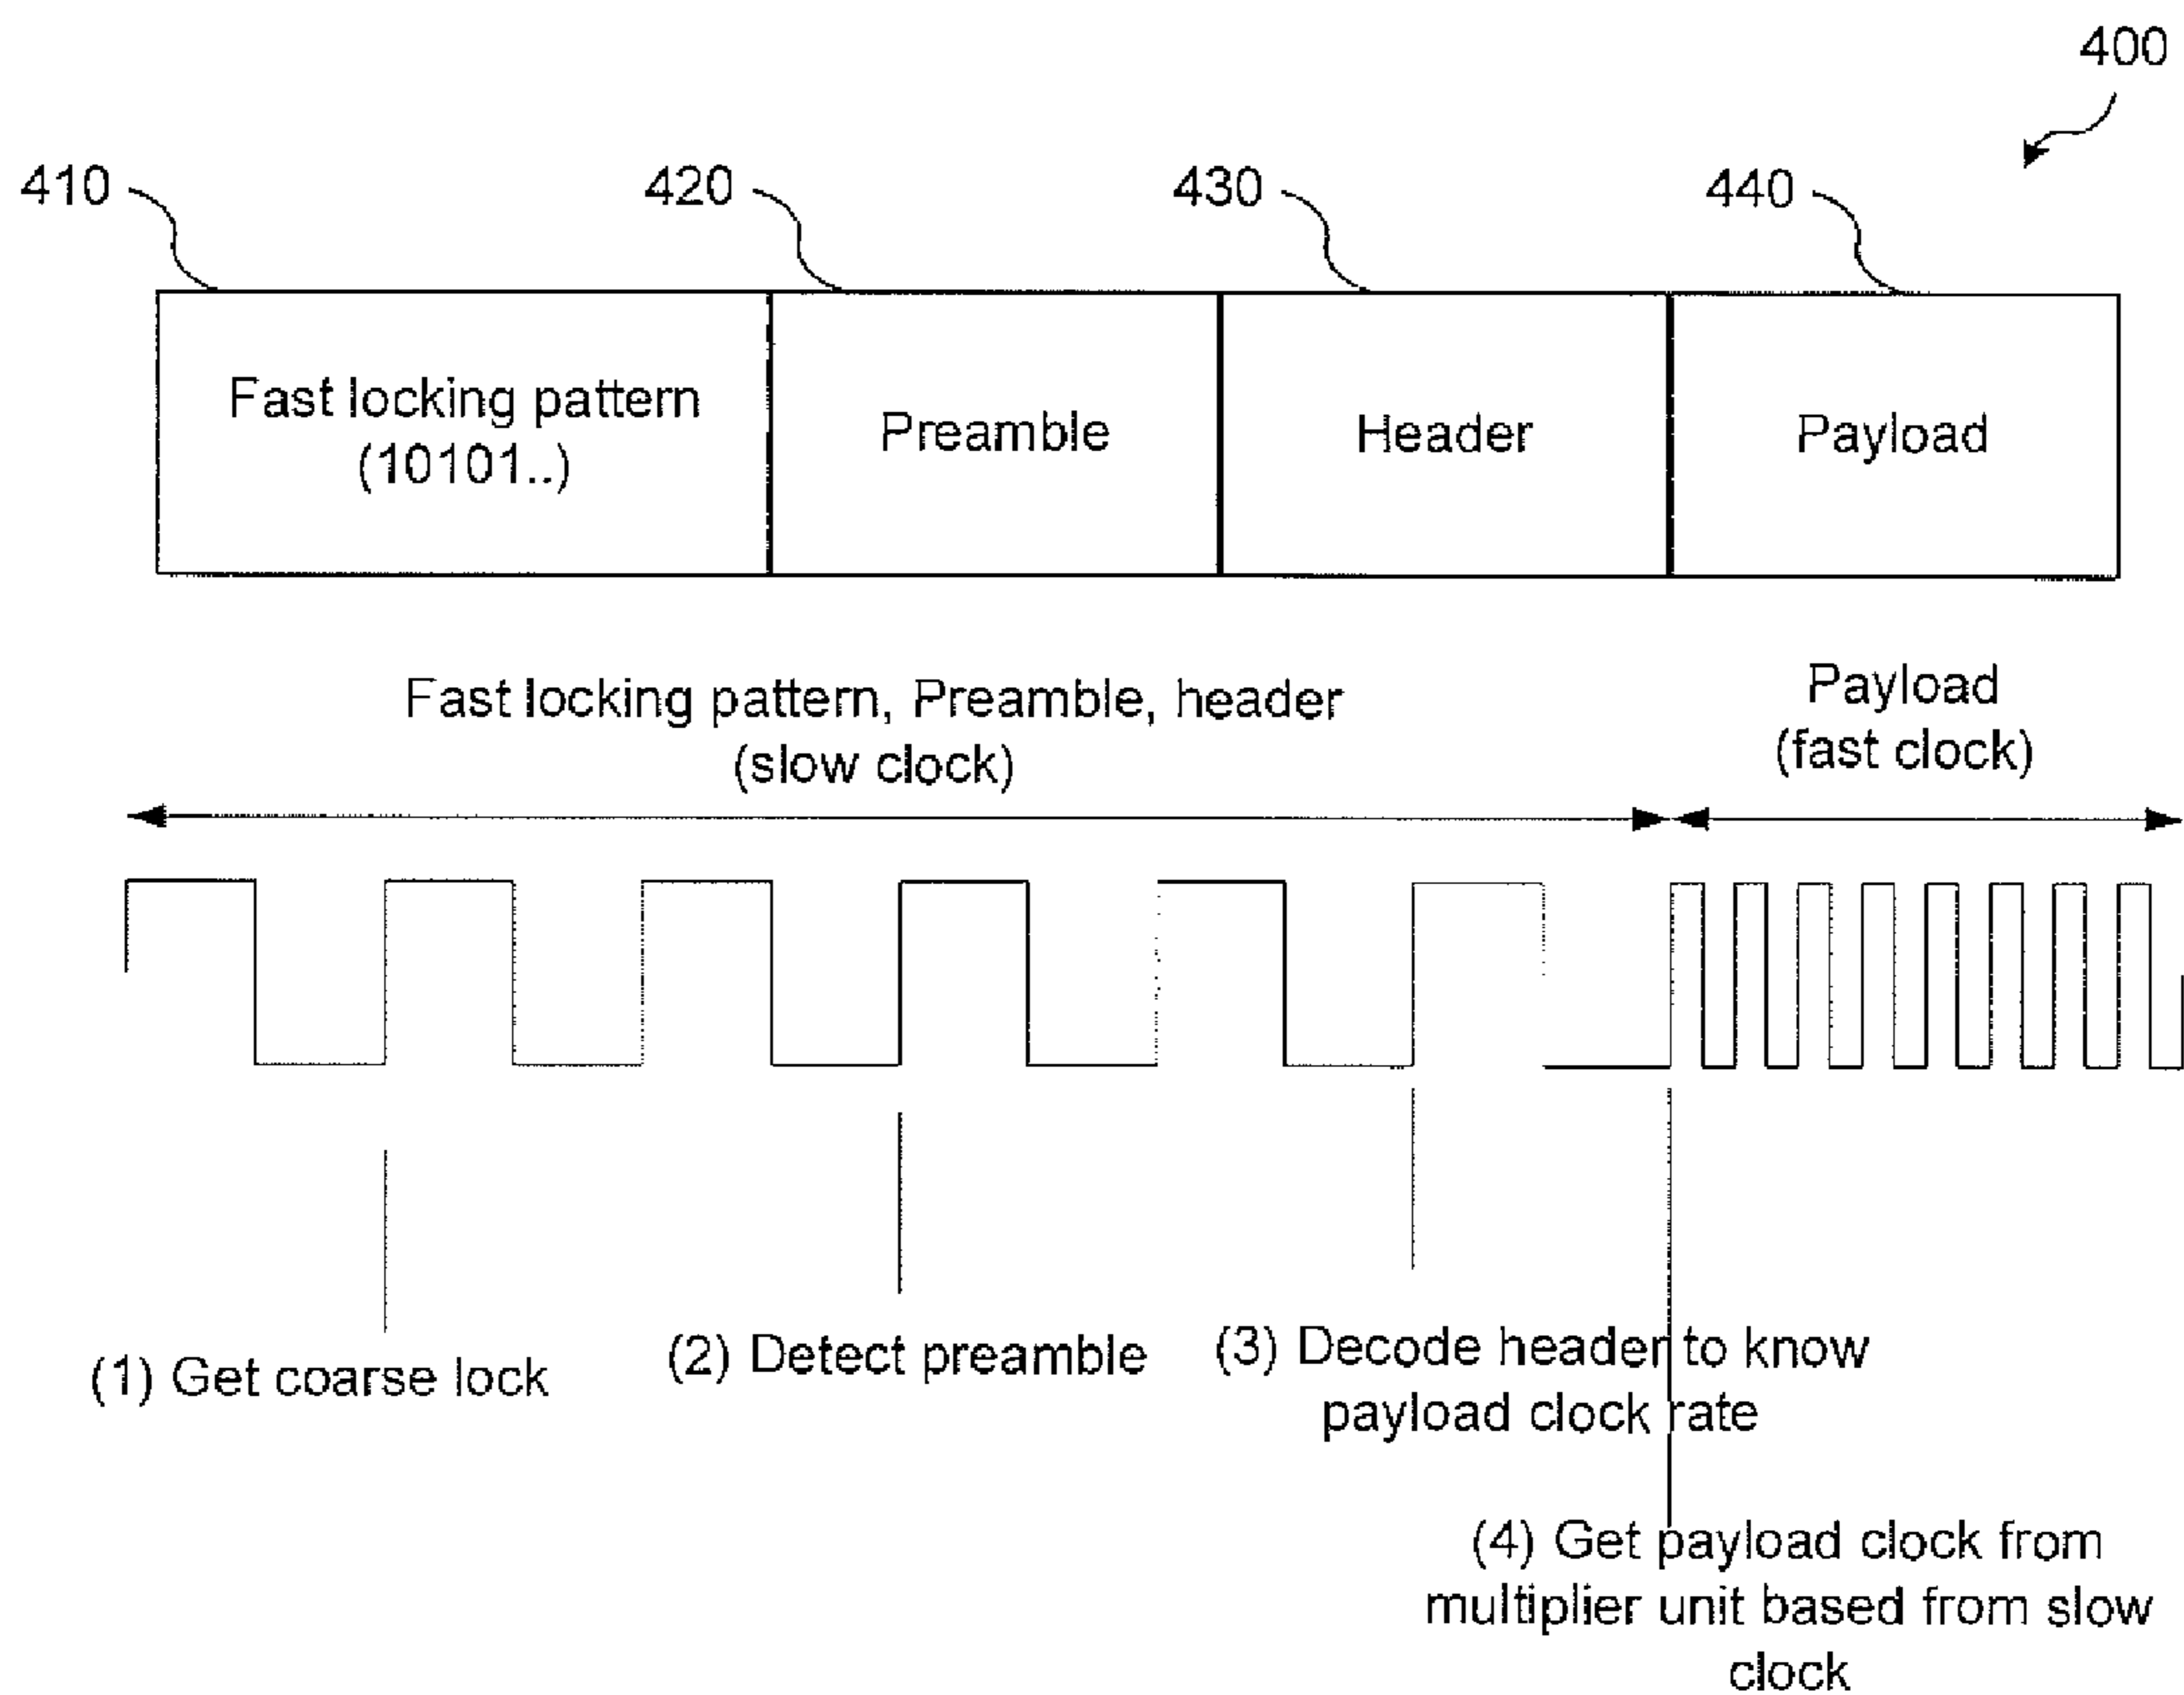 400
410
420
430
440
Fast locking pattern
(10101..)
Preamble
Header
Payload
Fast locking pattern, Preamble, header
(slow clock)
Payload
(fast clock)
(1) Get coarse lock
(2) Detect preamble
(3) Decode header to know
payload clock rate
(4) Get payload clock from
multiplier unit based from slow
clock